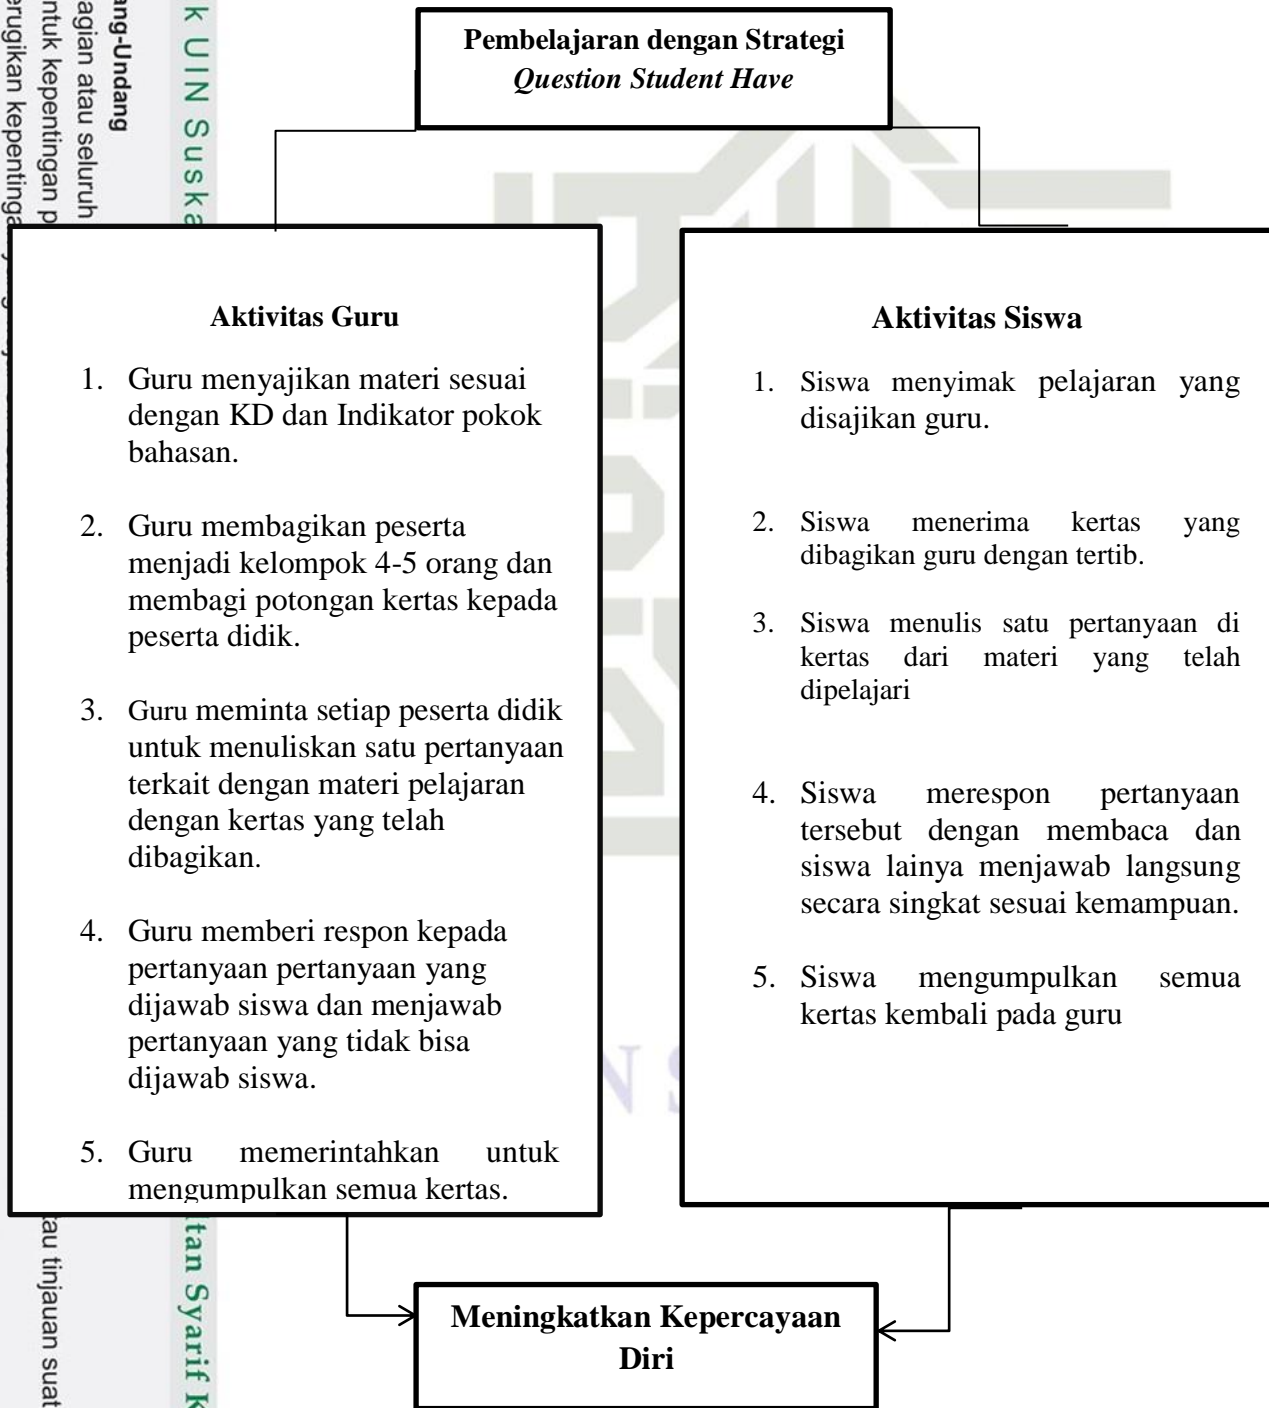 Pembelajaran dengan Strategi
Question Student Have
Aktivitas Guru
1. Guru menyajikan materi sesuai
dengan KD dan Indikator pokok
bahasan.
2. Guru membagikan peserta
menjadi kelompok 4-5 orang dan
membagi potongan kertas kepada
peserta didik.
3. Guru meminta setiap peserta didik
untuk menuliskan satu pertanyaan
terkait dengan materi pelajaran
dengan kertas yang telah
dibagikan.
4. Guru memberi respon kepada
pertanyaan pertanyaan yang
dijawab siswa dan menjawab
pertanyaan yang tidak bisa
dijawab siswa.
5. Guru memerintahkan untuk
mengumpulkan semua kertas.
Aktivitas Siswa
1. Siswa menyimak pelajaran yang
disajikan guru.
2. Siswa menerima kertas yang
dibagikan guru dengan tertib.
3. Siswa menulis satu pertanyaan di
kertas dari materi yang telah
dipelajari
4. Siswa merespon pertanyaan
tersebut dengan membaca dan
siswa lainya menjawab langsung
secara singkat sesuai kemampuan.
5. Siswa mengumpulkan semua
kertas kembali pada guru
Meningkatkan Kepercayaan
Diri
k UIN Suska
tan Syarif K
ang-Undang
agian atau seluruh
ntuk kepentingan p
erugikan kepentinga
au tinjauan suat
N S